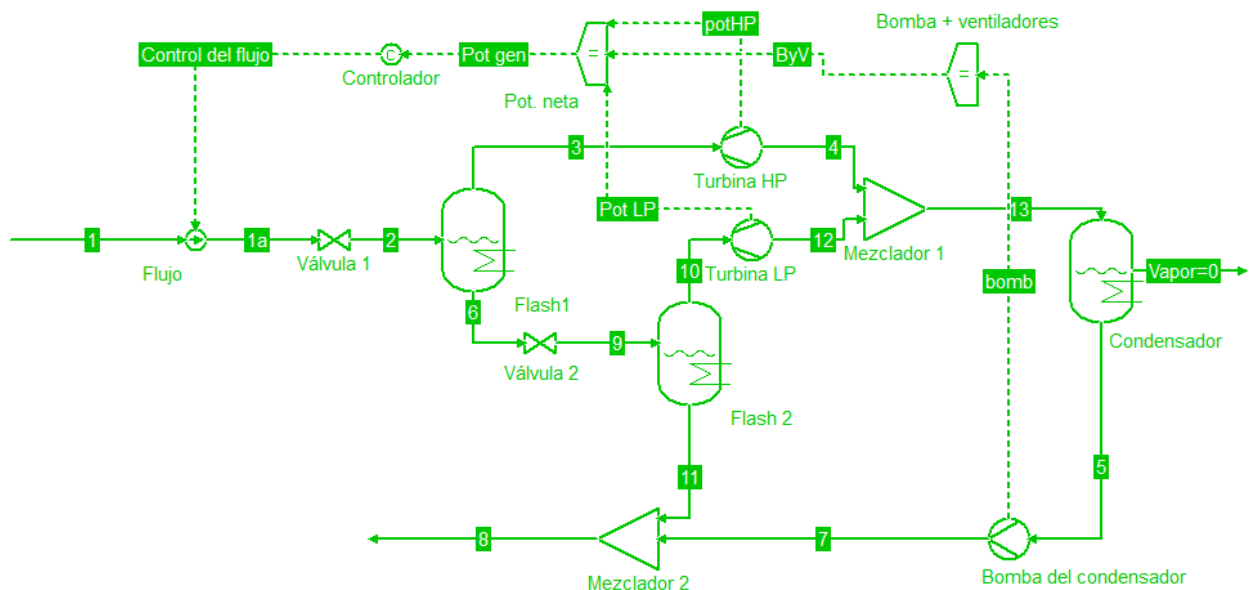 Bomba + ventiladores
potHP
Control del flujo
C
Pot gen
=
ByV
=
Controlador
Pot. neta
3
4
Turbina HP
Pot LP
13
1
1a
2
12
Mezclador 1
Flujo
Válvula 1
10
Turbina LP
Vapor=0
bomb
6
Flash1
Condensador
9
Válvula 2
Flash 2
5
11
8
7
Mezclador 2
Bomba del condensador